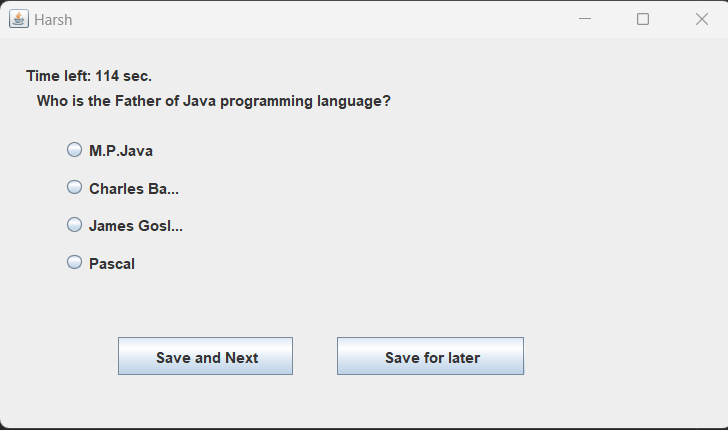 Harsh
Time left: 114 sec.
Who is the Father of Java programming language?
M.P.Java
Charles Ba...
James Gosl...
Pascal
Save and Next
Save for later